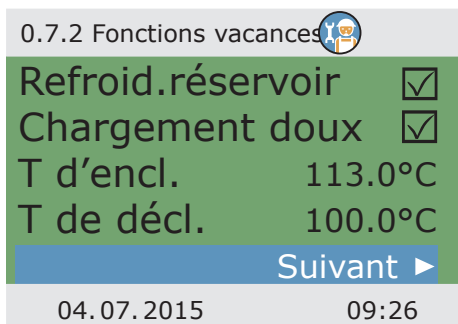 0.7.2 Fonctions vacances
Refroid.réservoir ☑
Chargement doux ☑
T d’encl. 113.0°C
T de décl. 100.0°C
Suivant ►
04.07.2015 09:26